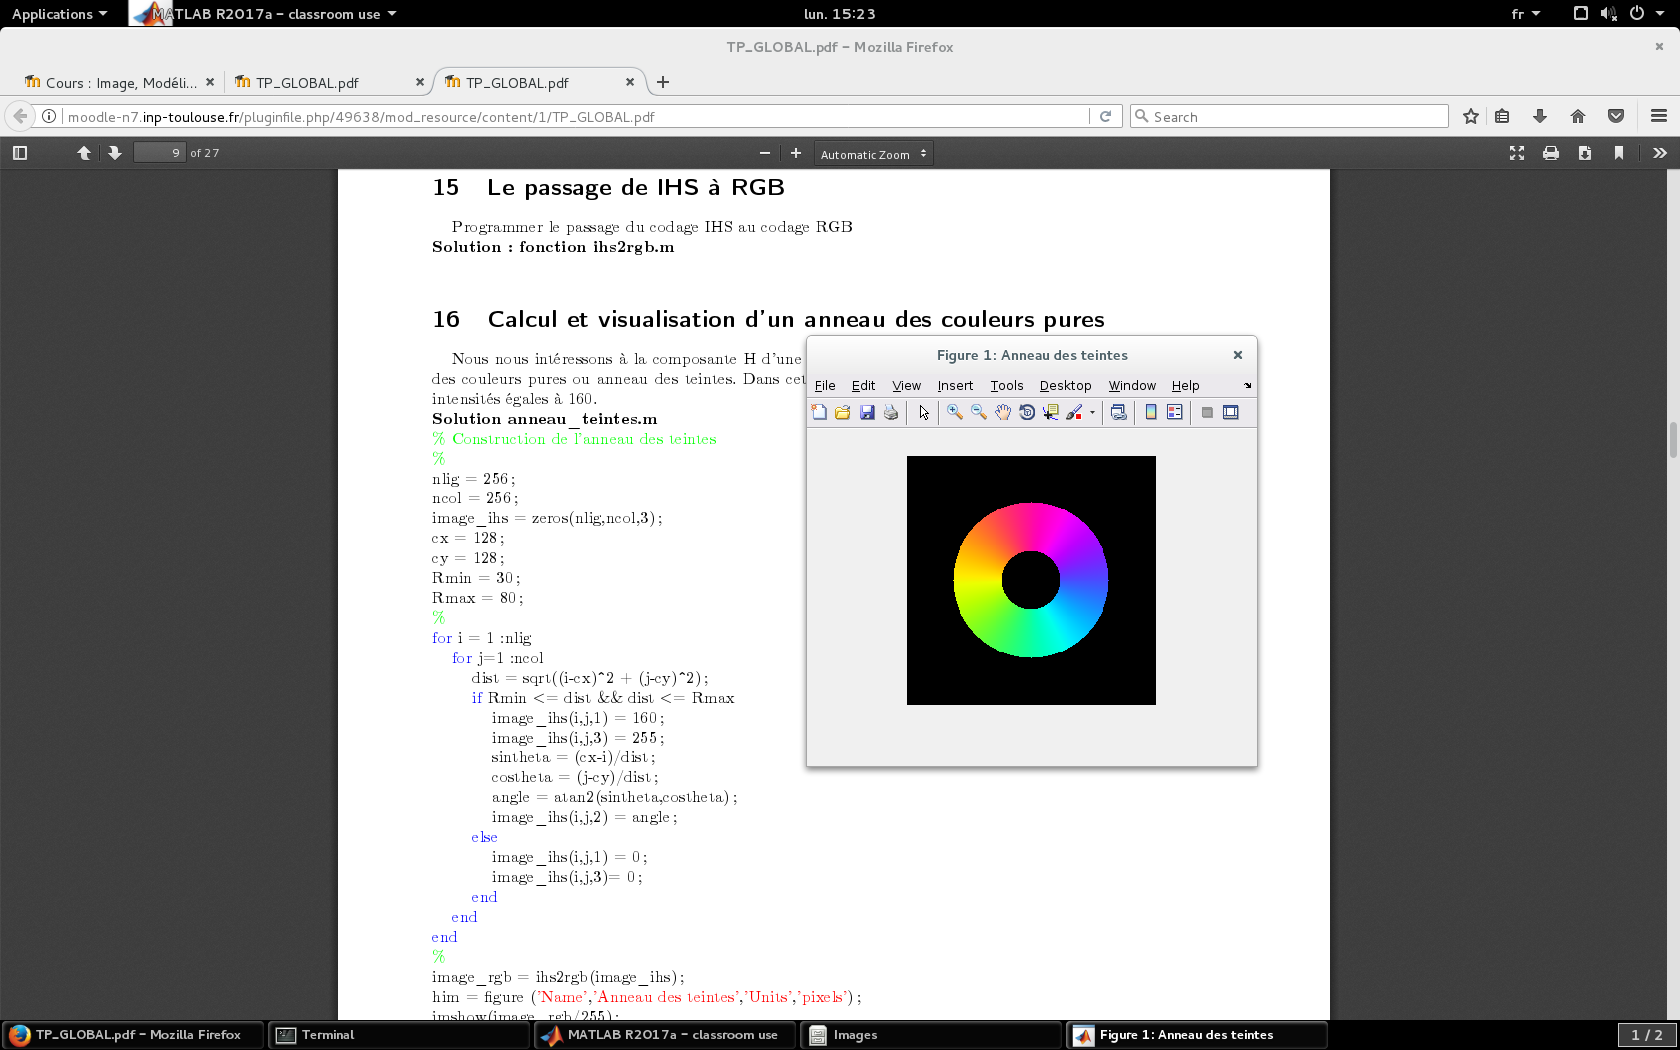 Applications MATLAB R2017a - classroom use lun. 15:23 fr
TP_GLOBAL.pdf - Mozilla Firefox
Cours : Image, Modéli... TP_GLOBAL.pdf TP_GLOBAL.pdf
moodle-n7.inp-toulouse.fr/pluginfile.php/49638/mod_resource/content/1/TP_GLOBAL.pdf Search
9 of 27 Automatic Zoom
15 Le passage de IHS à RGB
Programmer le passage du codage IHS au codage RGB
Solution : fonction ihs2rgb.m
16 Calcul et visualisation d'un anneau des couleurs pures
Nous nous intéressons à la composante H d'une
des couleurs pures ou anneau des teintes. Dans cet
intensités égales à 160.
Solution anneau_teintes.m
% Construction de l'anneau des teintes
%
nlig = 256 ;
ncol = 256 ;
image_ihs = zeros(nlig,ncol,3) ;
cx = 128 ;
cy = 128 ;
Rmin = 30 ;
Rmax = 80 ;
%
for i = 1 :nlig
for j=1 :ncol
dist = sqrt((i-cx)^2 + (j-cy)^2) ;
if Rmin <= dist && dist <= Rmax
image_ihs(i,j,1) = 160 ;
image_ihs(i,j,3) = 255 ;
sintheta = (cx-i)/dist ;
costheta = (j-cy)/dist ;
angle = atan2(sintheta,costheta) ;
image_ihs(i,j,2) = angle ;
else
image_ihs(i,j,1) = 0 ;
image_ihs(i,j,3)= 0 ;
end
end
end
%
image_rgb = ihs2rgb(image_ihs) ;
him = figure ('Name','Anneau des teintes','Units','pixels') ;
imshow(image_rgb/255) ;
Figure 1: Anneau des teintes
File Edit View Insert Tools Desktop Window Help
TP_GLOBAL.pdf - Mozilla Firefox Terminal MATLAB R2017a - classroom use Images Figure 1: Anneau des teintes 1 / 2